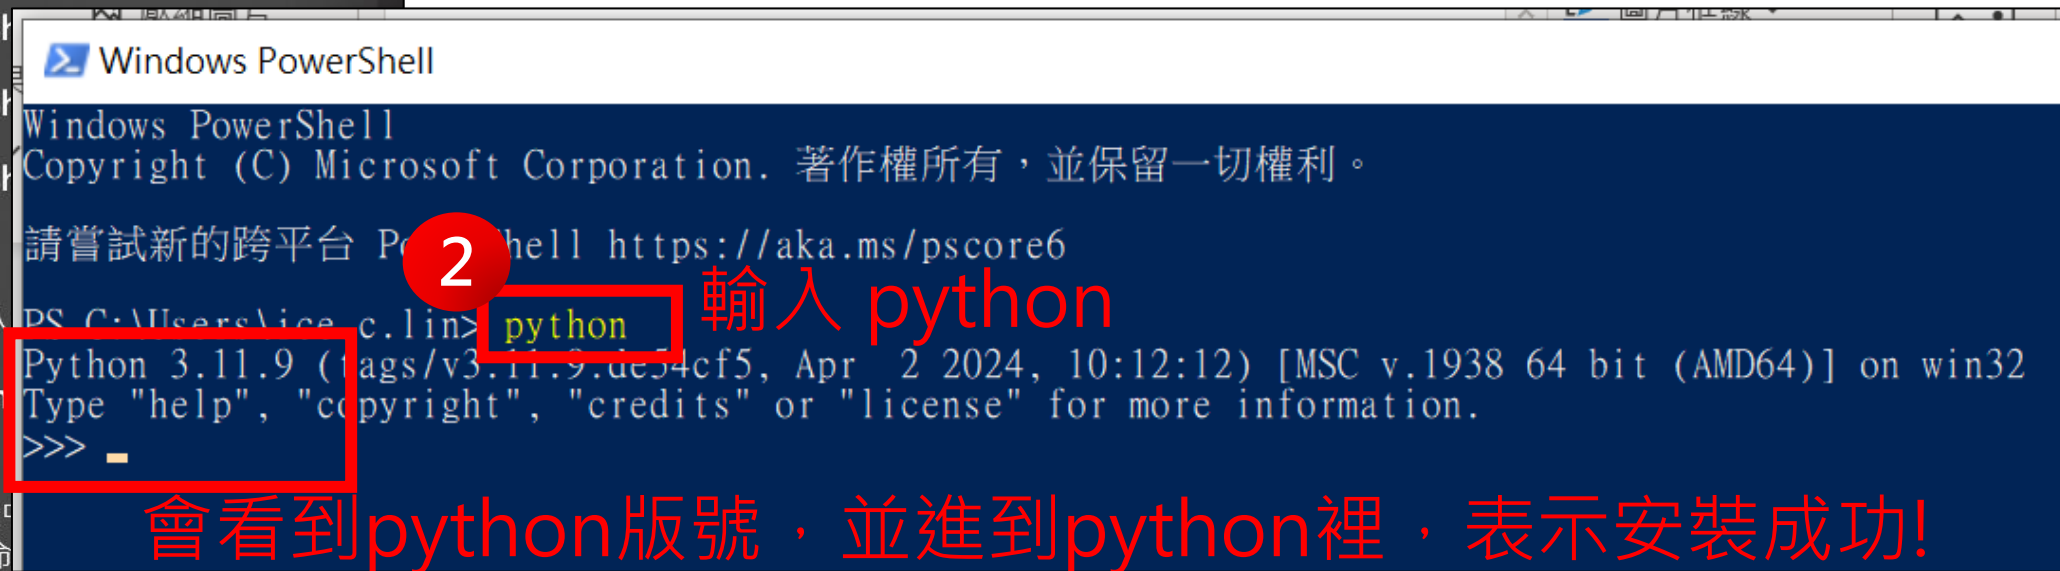 Windows PowerShell
Windows PowerShell
Copyright (C) Microsoft Corporation. 著作權所有，並保留一切權利。
請嘗試新的跨平台 hell https://aka.ms/pscore6
2
輸入 python
PS C:\Users\ice c.lin> python
Python 3.11.9 (tags/v3.11.9:de54cf5, Apr  2 2024, 10:12:12) [MSC v.1938 64 bit (AMD64)] on win32
Type "help", "copyright", "credits" or "license" for more information.
>>>
會看到python版號，並進到python裡，表示安裝成功!